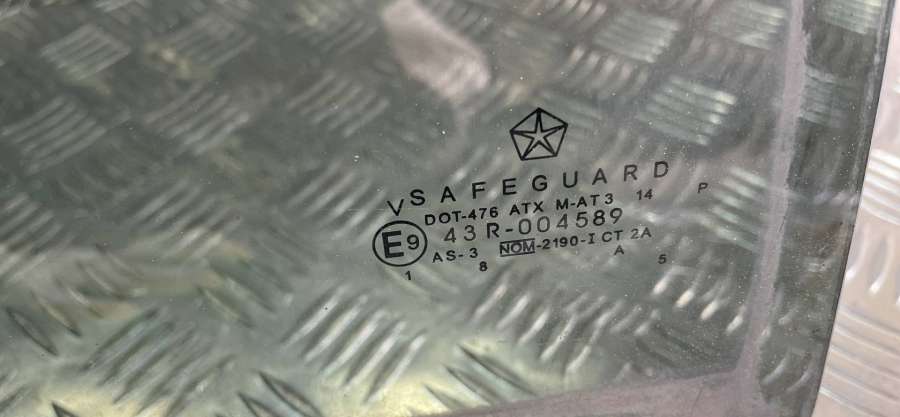 V SAFEGUARD
DOT-476 ATX M-AT3 14 P
E9 43R-004589
AS-3 NOM-2190-I CT 2A
1 8 A 5